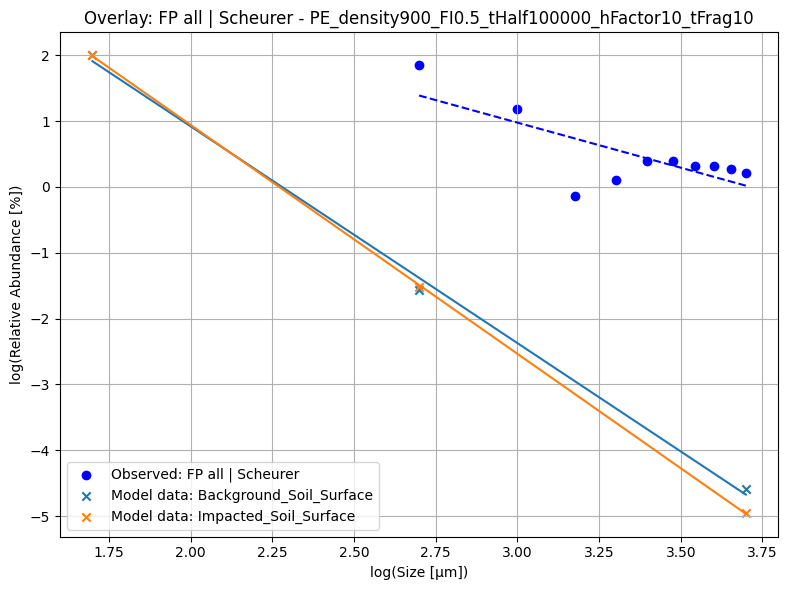 Overlay: FP all | Scheurer - PE_density900_FI0.5_tHalf100000_hFactor10_tFrag10
log(Relative Abundance [%])
2
1
0
−1
−2
−3
−4
−5
Observed: FP all | Scheurer
Model data: Background_Soil_Surface
Model data: Impacted_Soil_Surface
1.75 2.00 2.25 2.50 2.75 3.00 3.25 3.50 3.75
log(Size [μm])